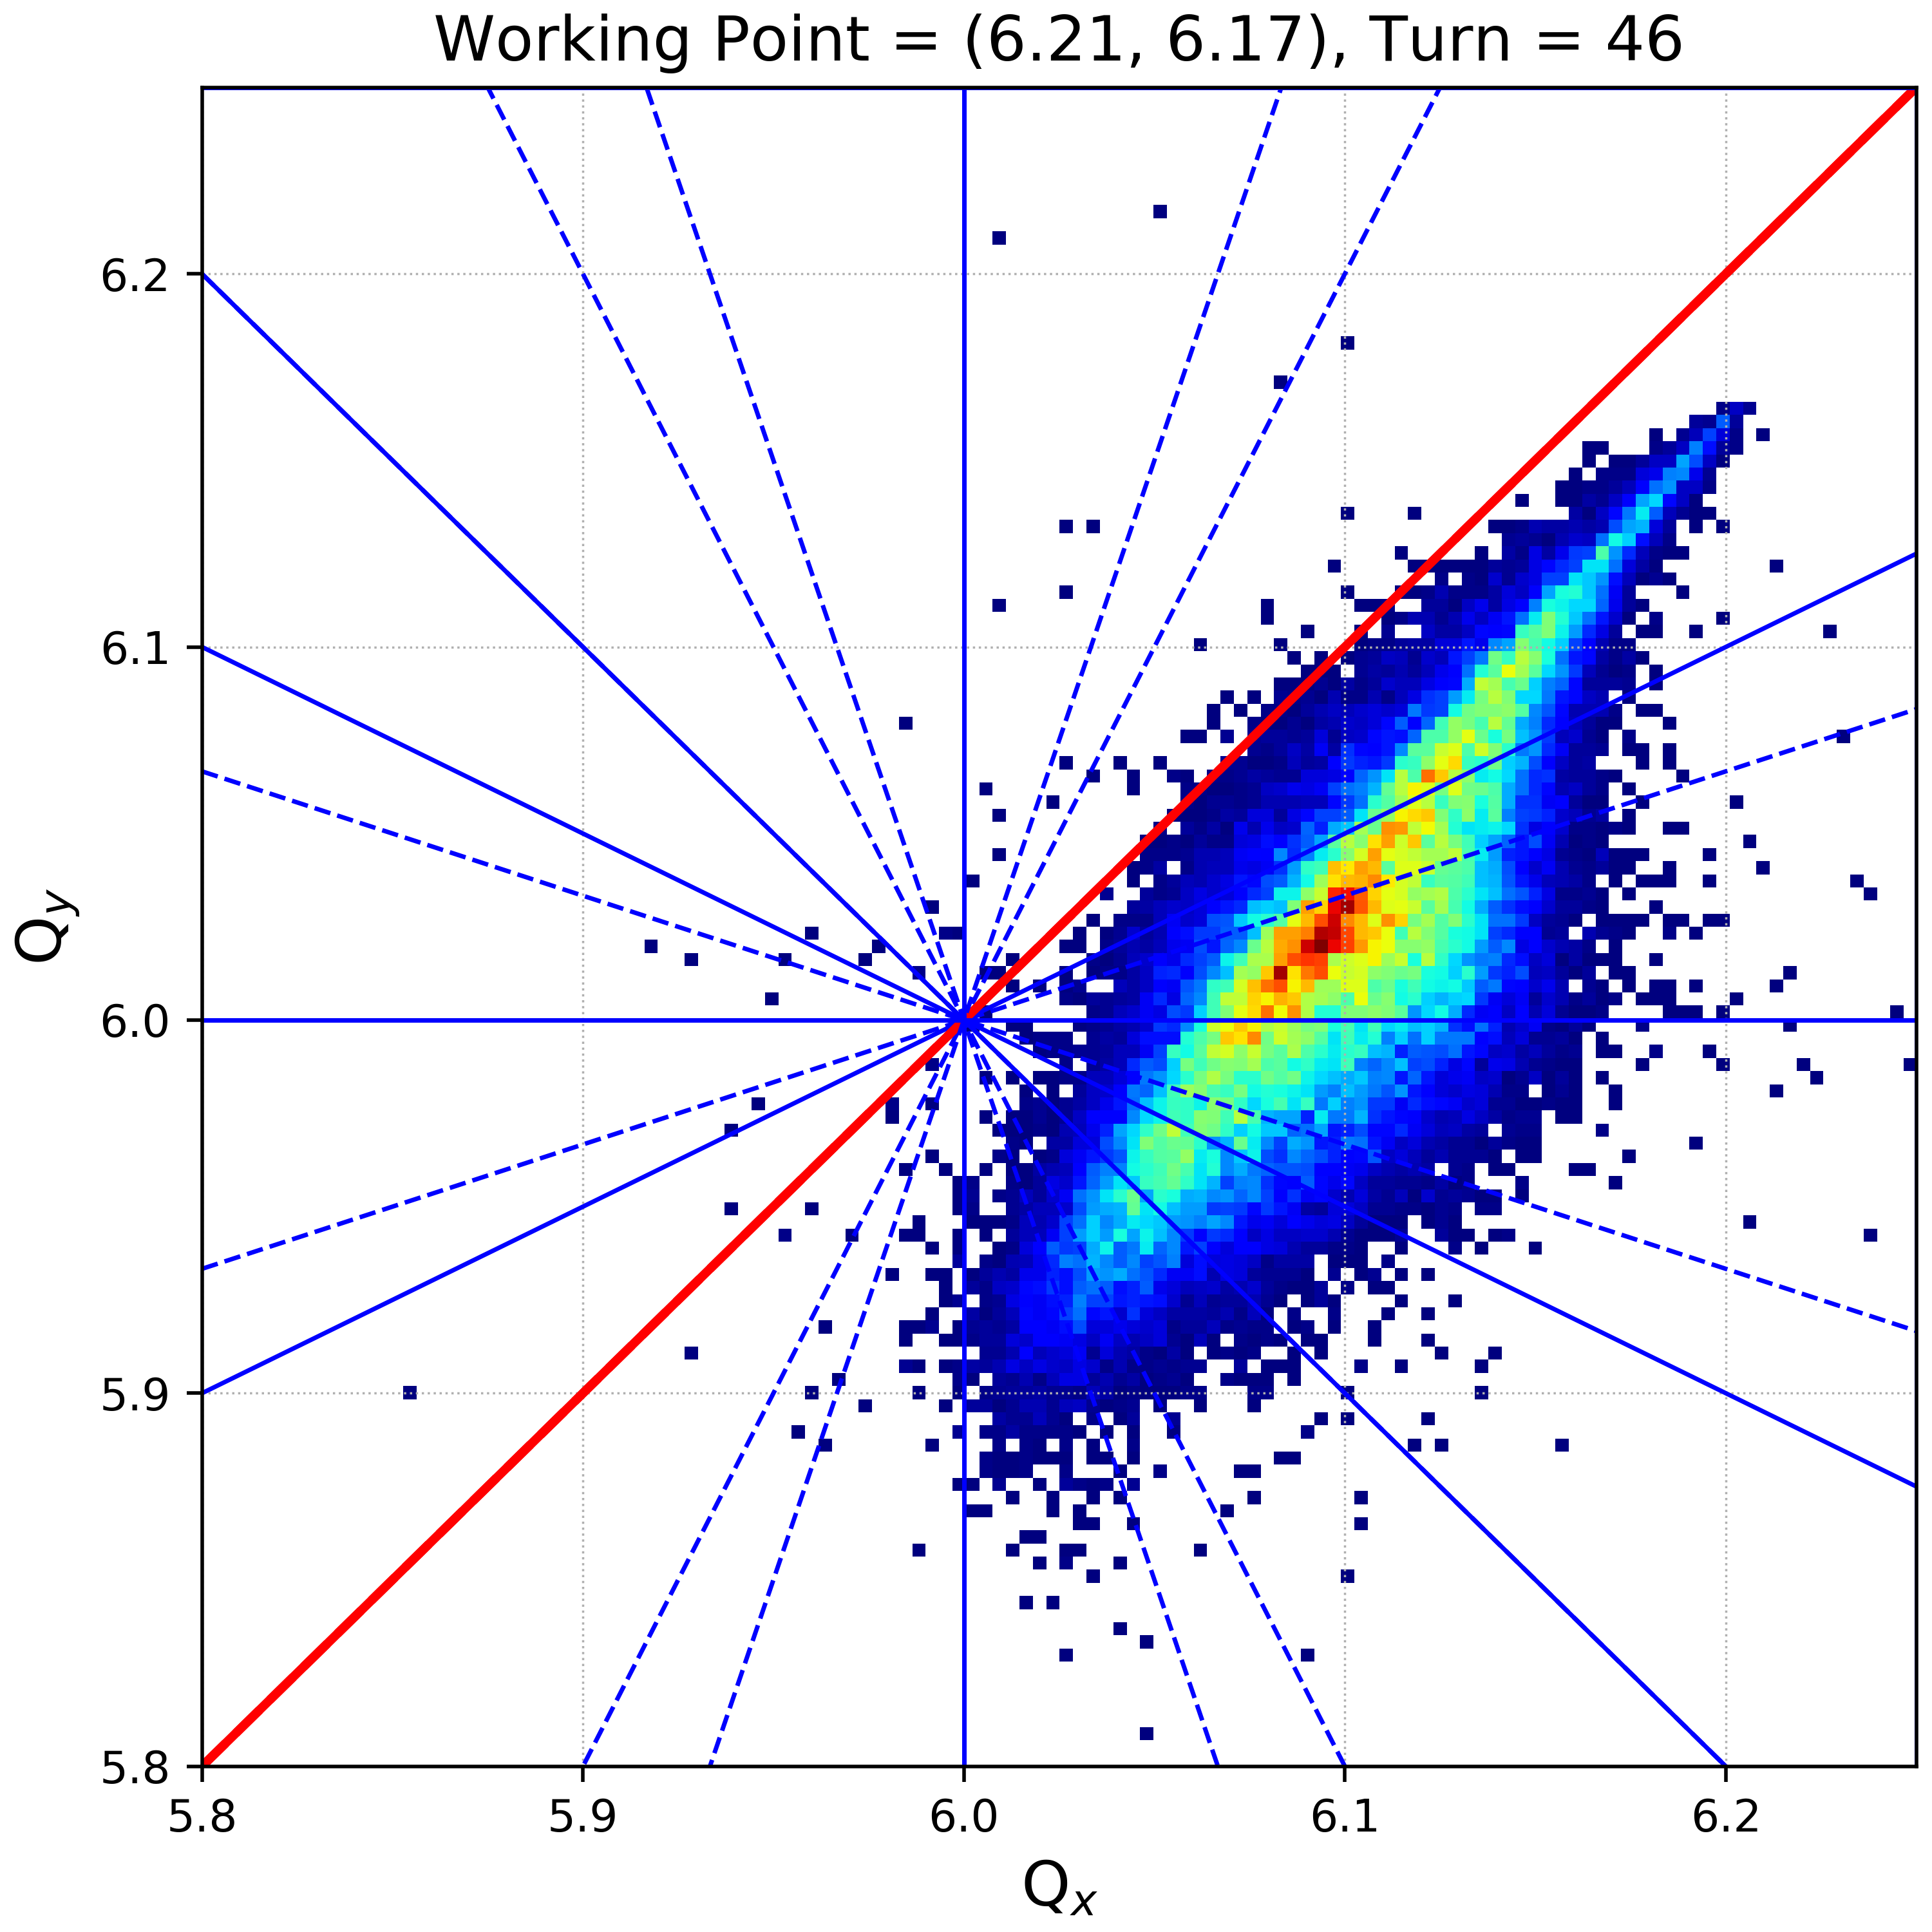 Working Point = (6.21, 6.17), Turn = 46
6.2
6.1
6.0
5.9
5.8
Qy
5.8 5.9 6.0 6.1 6.2
Qx